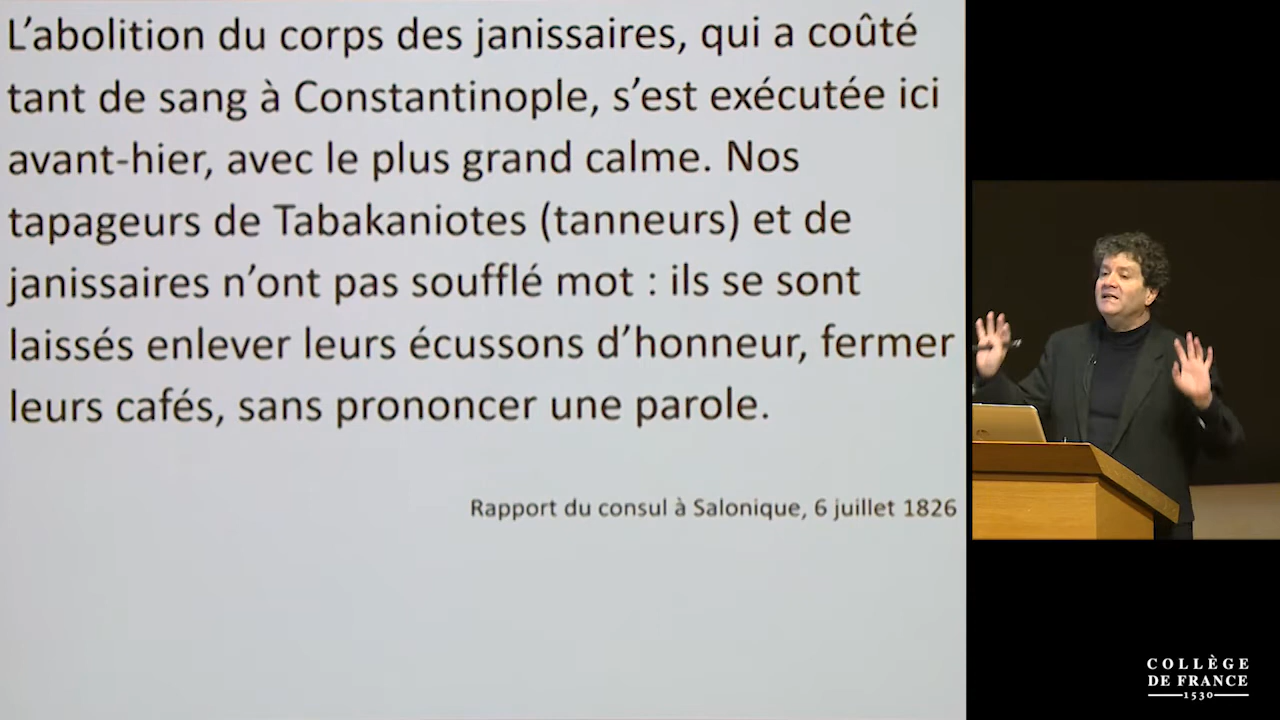 L’abolition du corps des janissaires, qui a coûté
tant de sang à Constantinople, s’est exécutée ici
avant-hier, avec le plus grand calme. Nos
tapageurs de Tabakaniotes (tanneurs) et de
janissaires n’ont pas soufflé mot : ils se sont
laissés enlever leurs écussons d’honneur, fermer
leurs cafés, sans prononcer une parole.
Rapport du consul à Salonique, 6 juillet 1826
COLLÈGE
DE FRANCE
1530